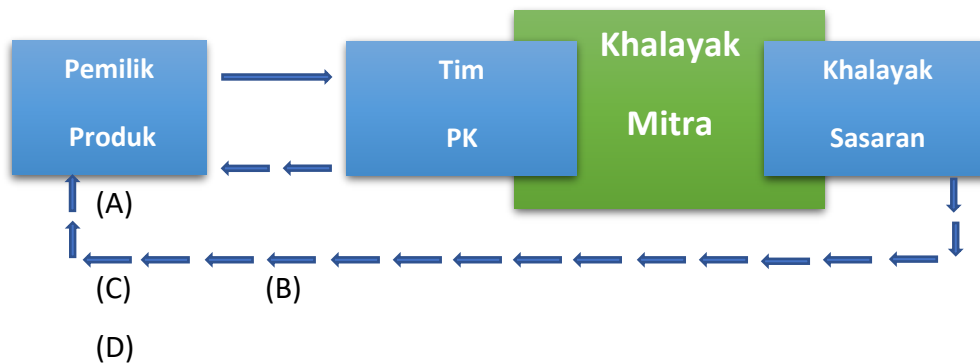 Pemilik
Produk
Tim
PK
Khalayak
Mitra
Khalayak
Sasaran
(A)
(C) (B)
(D)